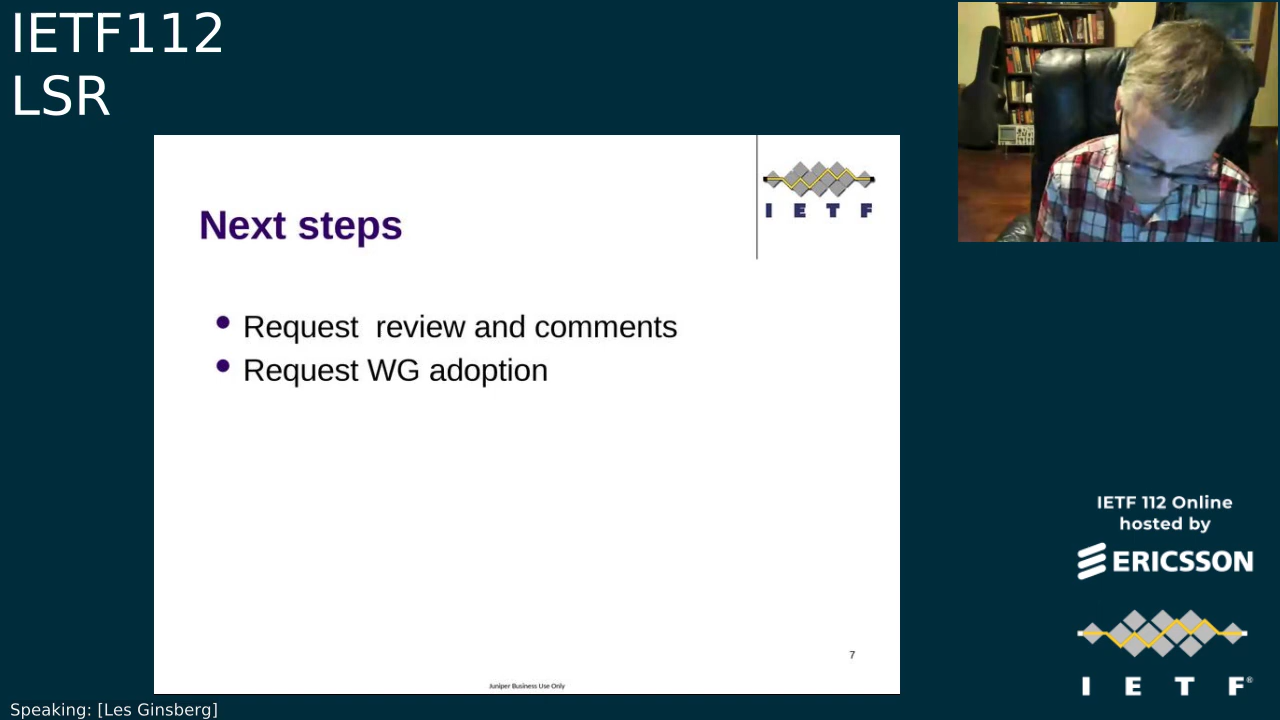 IETF112
LSR
I E T F
Next steps
Request  review and comments
Request WG adoption
7
Juniper Business Use Only
IETF 112 Online
hosted by
ERICSSON
I E T F®
Speaking: [Les Ginsberg]